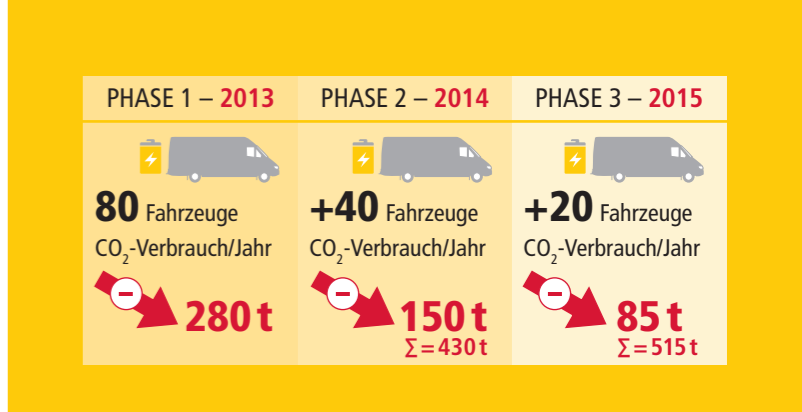 PHASE 1 – 2013
80 Fahrzeuge
CO₂-Verbrauch/Jahr
280 t
PHASE 2 – 2014
+40 Fahrzeuge
CO₂-Verbrauch/Jahr
150 t
∑ = 430 t
PHASE 3 – 2015
+20 Fahrzeuge
CO₂-Verbrauch/Jahr
85 t
∑ = 515 t